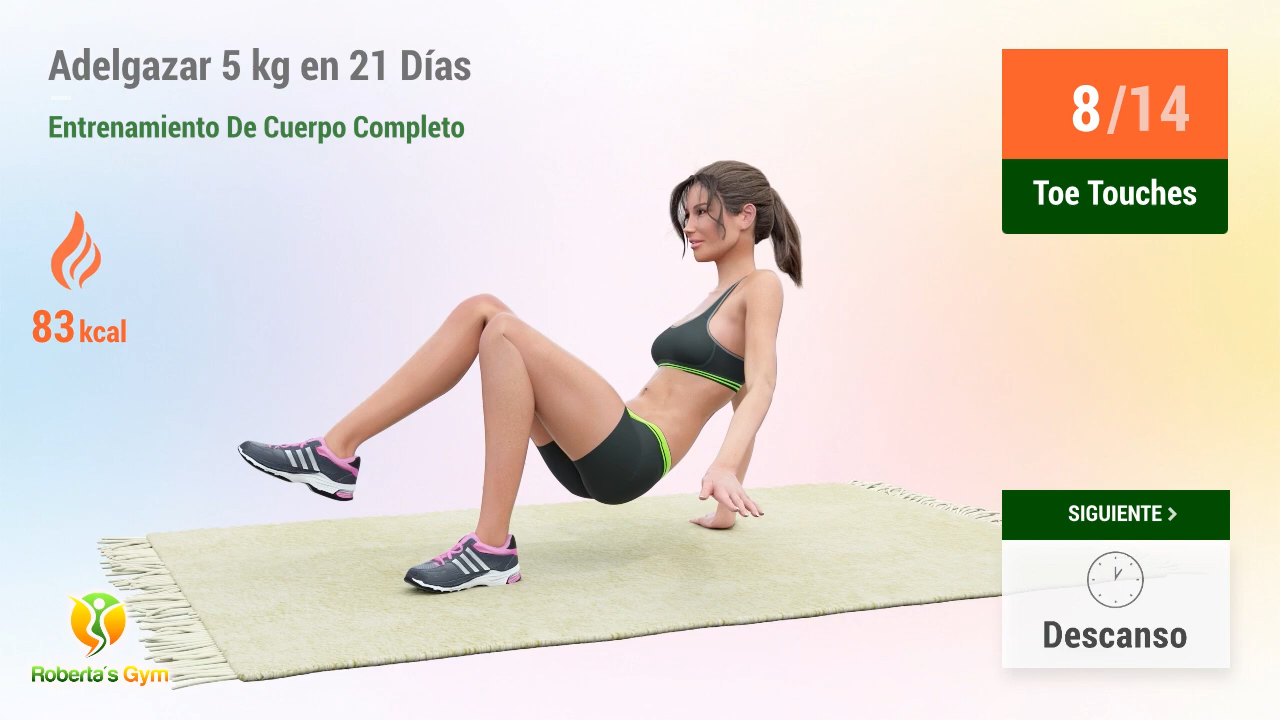 Adelgazar 5 kg en 21 Días
Entrenamiento De Cuerpo Completo
8/14
Toe Touches
83 kcal
SIGUIENTE >
Descanso
Roberta´s Gym